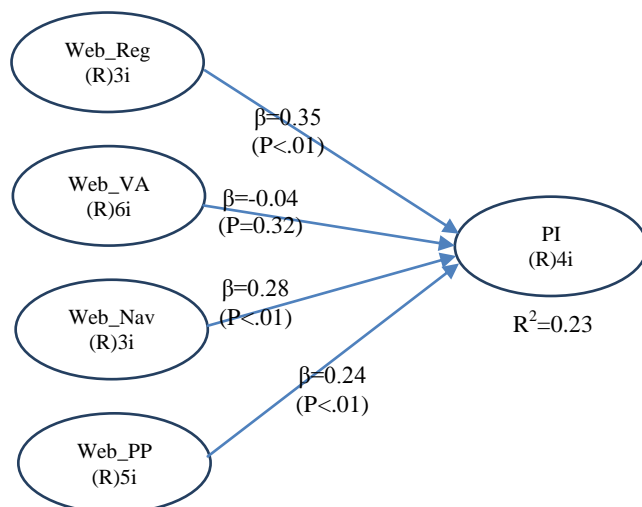 Web_Reg
(R)3i
β=0.35
(P<.01)
Web_VA
(R)6i
β=-0.04
(P=0.32)
PI
(R)4i
R²=0.23
Web_Nav
(R)3i
β=0.28
(P<.01)
β=0.24
(P<.01)
Web_PP
(R)5i